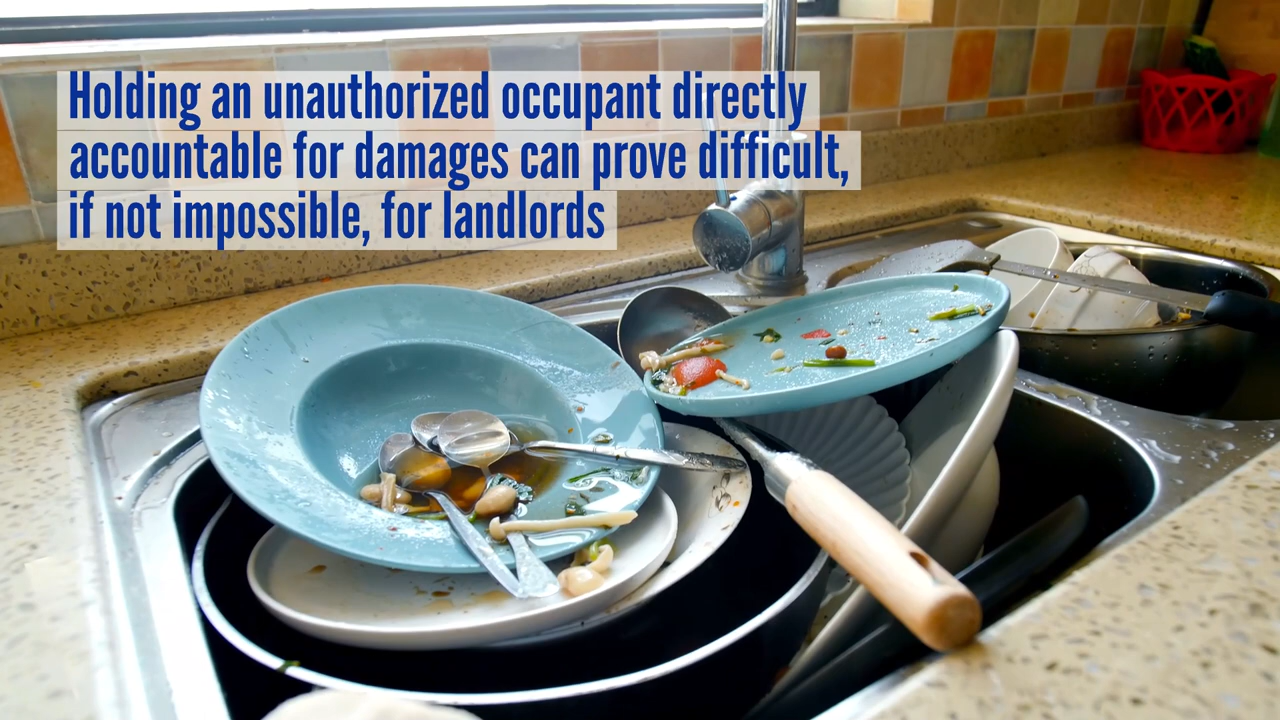 Holding an unauthorized occupant directly
accountable for damages can prove difficult,
if not impossible, for landlords